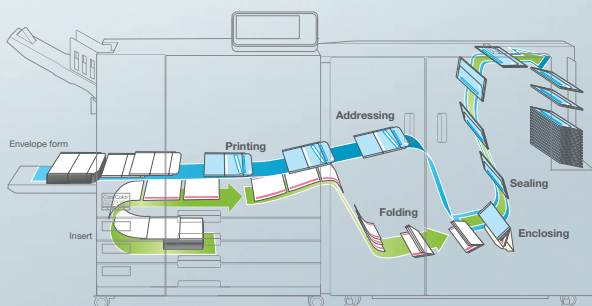 Addressing
Envelope form
Printing
Sealing
Folding
Insert
Enclosing